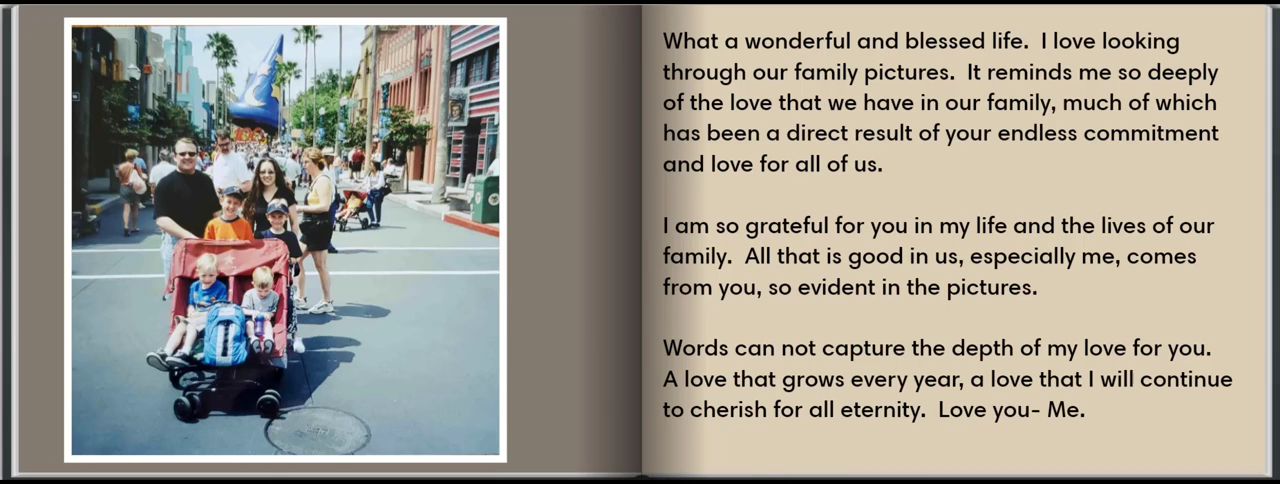 What a wonderful and blessed life.  I love looking
through our family pictures.  It reminds me so deeply
of the love that we have in our family, much of which
has been a direct result of your endless commitment
and love for all of us.
I am so grateful for you in my life and the lives of our
family.  All that is good in us, especially me, comes
from you, so evident in the pictures.
Words can not capture the depth of my love for you.
A love that grows every year, a love that I will continue
to cherish for all eternity.  Love you- Me.